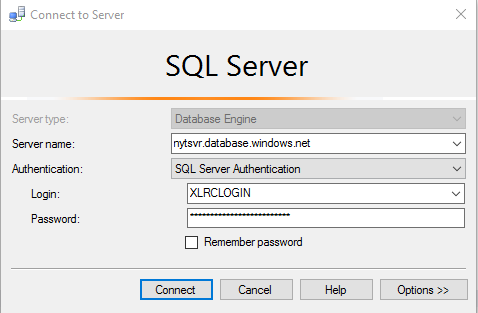 Connect to Server
SQL Server
Server type: Database Engine
Server name: nytsvr.database.windows.net
Authentication: SQL Server Authentication
Login: XLRCLOGIN
Password: *************************
Remember password
Connect Cancel Help Options >>